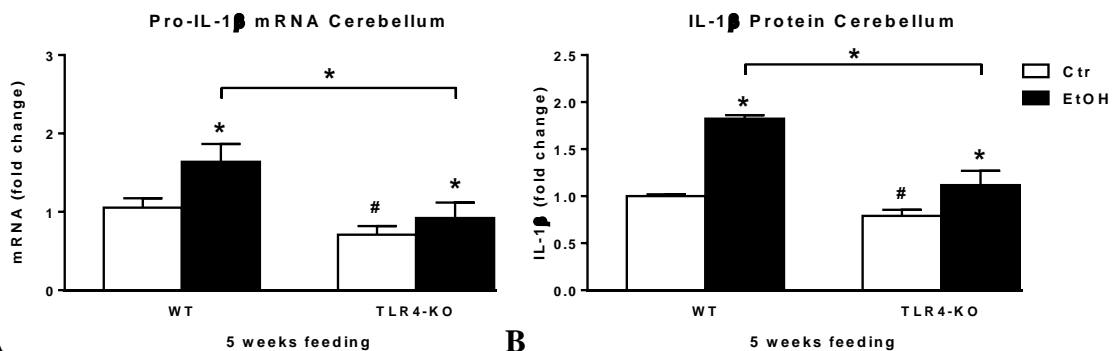 Pro-IL-1β mRNA Cerebellum
mRNA (fold change)
3
2
1
0
*
*
#
*
WT
TLR4-KO
5 weeks feeding
IL-1β Protein Cerebellum
IL-1β (fold change)
2.5
2.0
1.5
1.0
0.5
0.0
*
*
#
*
WT
TLR4-KO
5 weeks feeding
Ctr
EtOH
B